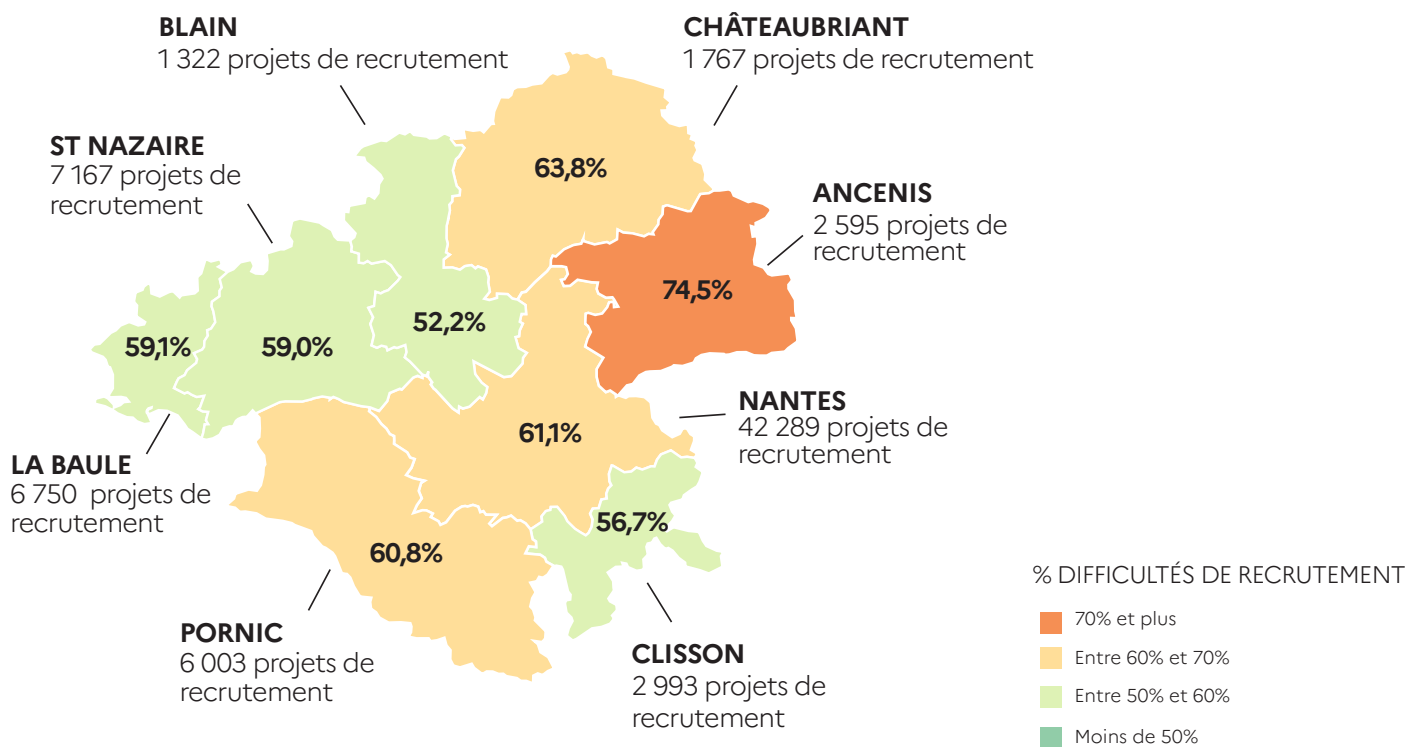 BLAIN
1 322 projets de recrutement
CHÂTEAUBRIANT
1 767 projets de recrutement
ST NAZAIRE
7 167 projets de
recrutement
63,8%
ANCENIS
2 595 projets de
recrutement
74,5%
52,2%
59,1%
59,0%
NANTES
42 289 projets de
recrutement
61,1%
LA BAULE
6 750 projets de
recrutement
56,7%
60,8%
PORNIC
6 003 projets de
recrutement
CLISSON
2 993 projets de
recrutement
% DIFFICULTÉS DE RECRUTEMENT
70% et plus
Entre 60% et 70%
Entre 50% et 60%
Moins de 50%